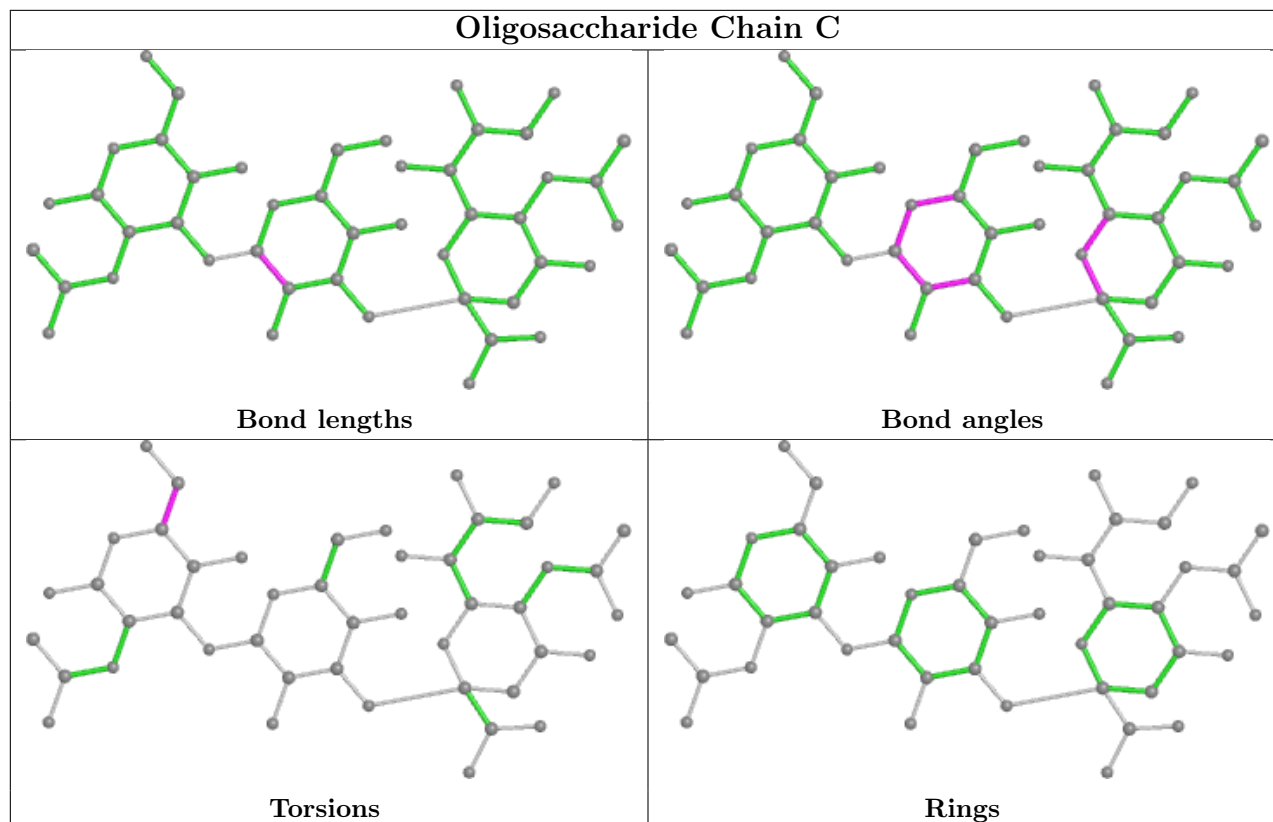 Oligosaccharide Chain C
Bond lengths
Bond angles
Torsions
Rings